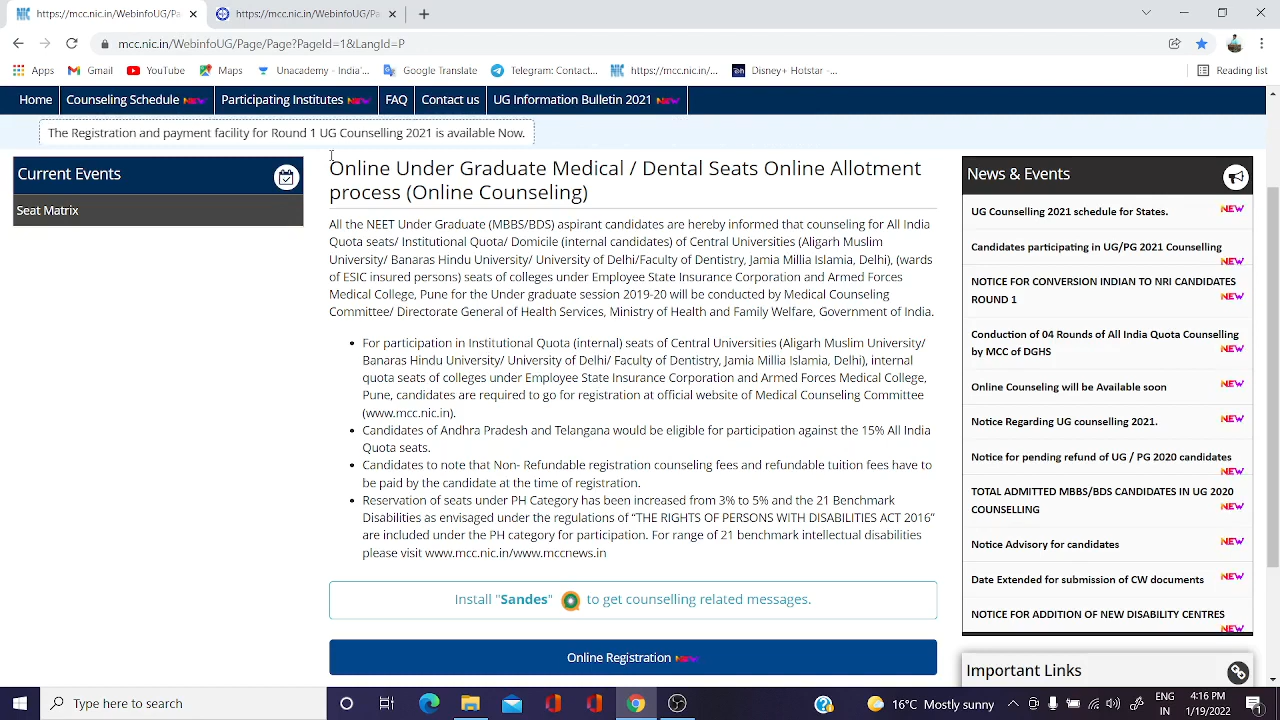 https://mcc.nic.in/WebinfoUG/Pa
https://mcc.nic.in/WebinfoUG/Pa
mcc.nic.in/WebinfoUG/Page/Page?PageId=1&LangId=P
Apps
Gmail
YouTube
Maps
Unacademy - India'...
Google Translate
Telegram: Contact...
https://mcc.nic.in/...
Disney+ Hotstar -...
Reading list
Home
Counseling Schedule NEW
Participating Institutes NEW
FAQ
Contact us
UG Information Bulletin 2021 NEW
The Registration and payment facility for Round 1 UG Counselling 2021 is available Now.
Current Events
Seat Matrix
Online Under Graduate Medical / Dental Seats Online Allotment
process (Online Counseling)
All the NEET Under Graduate (MBBS/BDS) aspirant candidates are hereby informed that counseling for All India
Quota seats/ Institutional Quota/ Domicile (internal candidates) of Central Universities (Aligarh Muslim
University/ Banaras Hindu University/ University of Delhi/Faculty of Dentistry, Jamia Millia Islamia, Delhi), (wards
of ESIC insured persons) seats of colleges under Employee State Insurance Corporation and Armed Forces
Medical College, Pune for the Under graduate session 2019-20 will be conducted by Medical Counseling
Committee/ Directorate General of Health Services, Ministry of Health and Family Welfare, Government of India.
• For participation in Institutional Quota (internal) seats of Central Universities (Aligarh Muslim University/
Banaras Hindu University/ University of Delhi/ Faculty of Dentistry, Jamia Millia Islamia, Delhi), internal
quota seats of colleges under Employee State Insurance Corporation and Armed Forces Medical College,
Pune, candidates are required to go for registration at official website of Medical Counseling Committee
(www.mcc.nic.in).
• Candidates of Andhra Pradesh and Telangana would be eligible for participation against the 15% All India
Quota seats.
• Candidates to note that Non- Refundable registration counseling fees and refundable tuition fees have to
be paid by the candidate at the time of registration.
• Reservation of seats under PH Category has been increased from 3% to 5% and the 21 Benchmark
Disabilities as envisaged under the regulations of “THE RIGHTS OF PERSONS WITH DISABILITIES ACT 2016”
are included under the PH category for participation. For range of 21 benchmark intellectual disabilities
please visit www.mcc.nic.in/www.mccnews.in
Install "Sandes" to get counselling related messages.
Online Registration NEW
News & Events
UG Counselling 2021 schedule for States. NEW
Candidates participating in UG/PG 2021 Counselling
NEW
NOTICE FOR CONVERSION INDIAN TO NRI CANDIDATES
ROUND 1 NEW
Conduction of 04 Rounds of All India Quota Counselling
by MCC of DGHS NEW
Online Counseling will be Available soon NEW
Notice Regarding UG counselling 2021. NEW
Notice for pending refund of UG / PG 2020 candidates
NEW
TOTAL ADMITTED MBBS/BDS CANDIDATES IN UG 2020
COUNSELLING NEW
Notice Advisory for candidates NEW
Date Extended for submission of CW documents NEW
NOTICE FOR ADDITION OF NEW DISABILITY CENTRES
NEW
Important Links
Type here to search
16°C Mostly sunny
ENG
IN
4:16 PM
1/19/2022
1